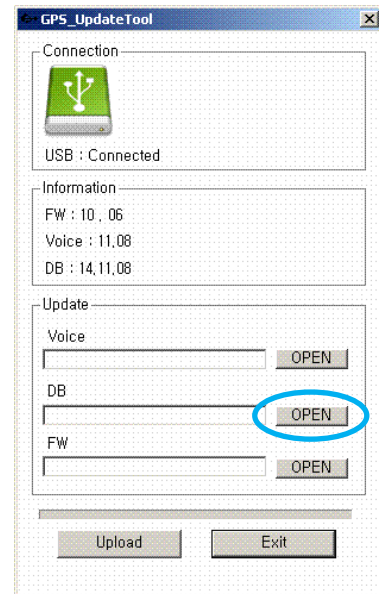 GPS_UpdateTool
Connection
USB : Connected
Information
FW : 10 . 06
Voice : 11.08
DB : 14.11.08
Update
Voice
OPEN
DB
OPEN
FW
OPEN
Upload Exit